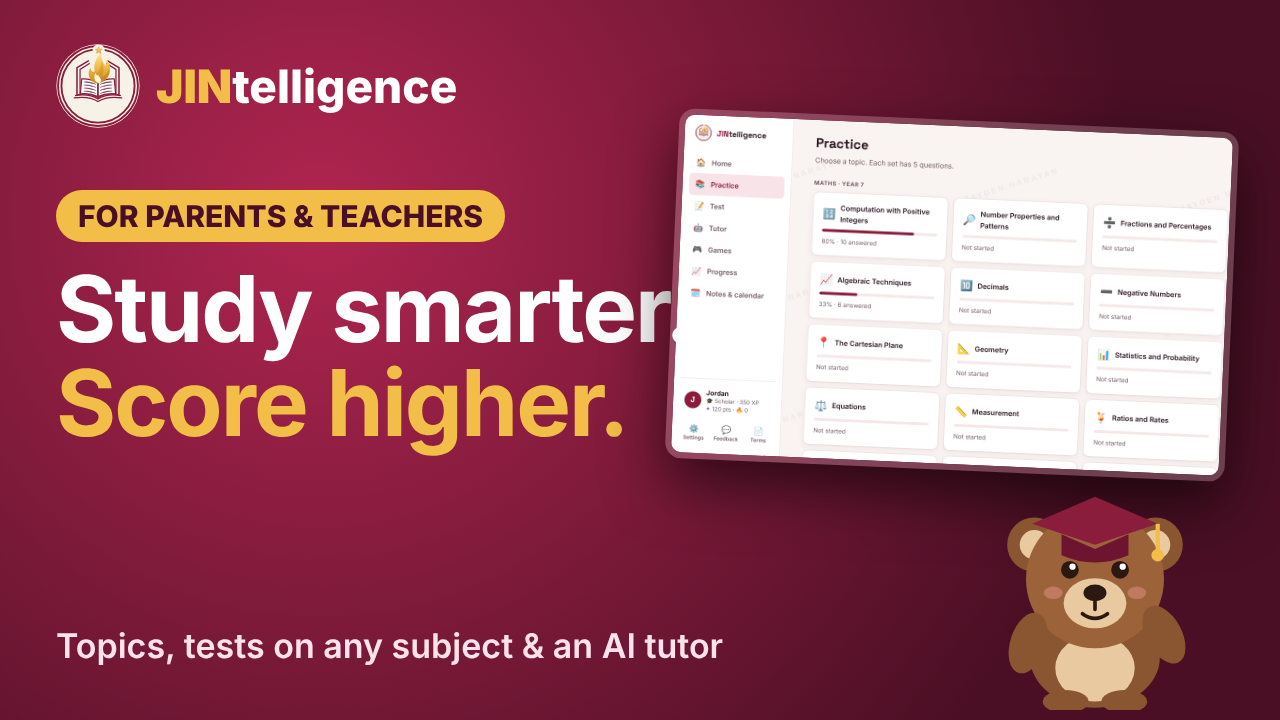 JINtelligence
FOR PARENTS & TEACHERS
Study smarter.
Score higher.
Topics, tests on any subject & an AI tutor
JINtelligence
Home
Practice
Test
Tutor
Games
Progress
Notes & calendar
Jordan
Scholar · 350 XP
120 pts · 🔥 0
Settings
Feedback
Terms
Practice
Choose a topic. Each set has 5 questions.
MATHS · YEAR 7
Computation with Positive
Integers
80% · 10 answered
Number Properties and
Patterns
Not started
Fractions and Percentages
Not started
Algebraic Techniques
33% · 6 answered
Decimals
Not started
Negative Numbers
Not started
The Cartesian Plane
Not started
Geometry
Not started
Statistics and Probability
Not started
Equations
Not started
Measurement
Not started
Ratios and Rates
Not started